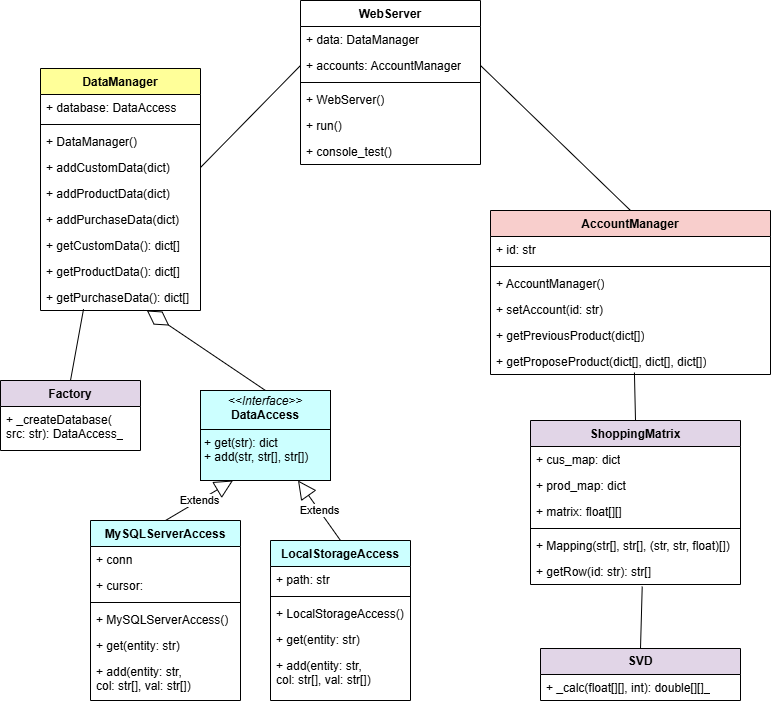 WebServer
+ data: DataManager
+ accounts: AccountManager
+ WebServer()
+ run()
+ console_test()
DataManager
+ database: DataAccess
+ DataManager()
+ addCustomData(dict)
+ addProductData(dict)
+ addPurchaseData(dict)
+ getCustomData(): dict[]
+ getProductData(): dict[]
+ getPurchaseData(): dict[]
AccountManager
+ id: str
+ AccountManager()
+ setAccount(id: str)
+ getPreviousProduct(dict[])
+ getProposeProduct(dict[], dict[], dict[])
Factory
+ _createDatabase(
src: str): DataAccess_
<<Interface>>
DataAccess
+ get(str): dict
+ add(str, str[], str[])
Extends
Extends
MySQLServerAccess
+ conn
+ cursor:
+ MySQLServerAccess()
+ get(entity: str)
+ add(entity: str,
col: str[], val: str[])
LocalStorageAccess
+ path: str
+ LocalStorageAccess()
+ get(entity: str)
+ add(entity: str,
col: str[], val: str[])
ShoppingMatrix
+ cus_map: dict
+ prod_map: dict
+ matrix: float[][]
+ Mapping(str[], str[], (str, str, float)[])
+ getRow(id: str): str[]
SVD
+ _calc(float[][], int): double[][]_